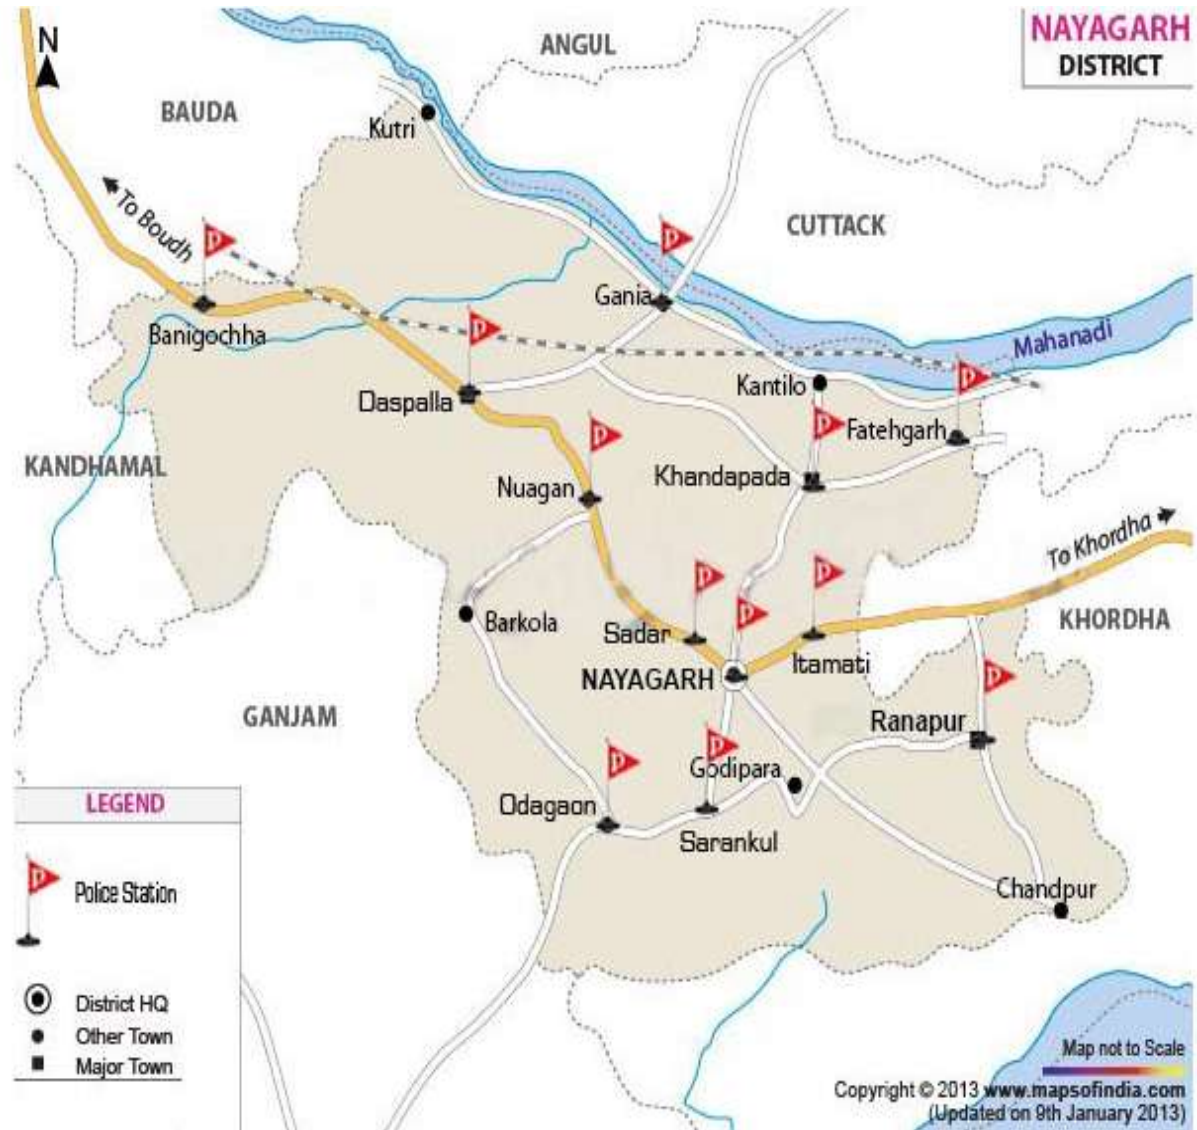 NAYAGARH
DISTRICT
N
ANGUL
BAUDA
Kutri
To Boudh
CUTTACK
Gania
Banigochha
Mahanadi
Kantilo
Daspalla
Fatehgarh
KANDHAMAL
Khandapada
Nuagan
To Khordha
Barkola
Sadar
KHORDHA
Itamati
NAYAGARH
GANJAM
Ranapur
Godipara
LEGEND
Odagaon
Sarankul
Police Station
Chandpur
District HQ
Other Town
Major Town
Map not to Scale
Copyright © 2013 www.mapsofindia.com
(Updated on 9th January 2013)